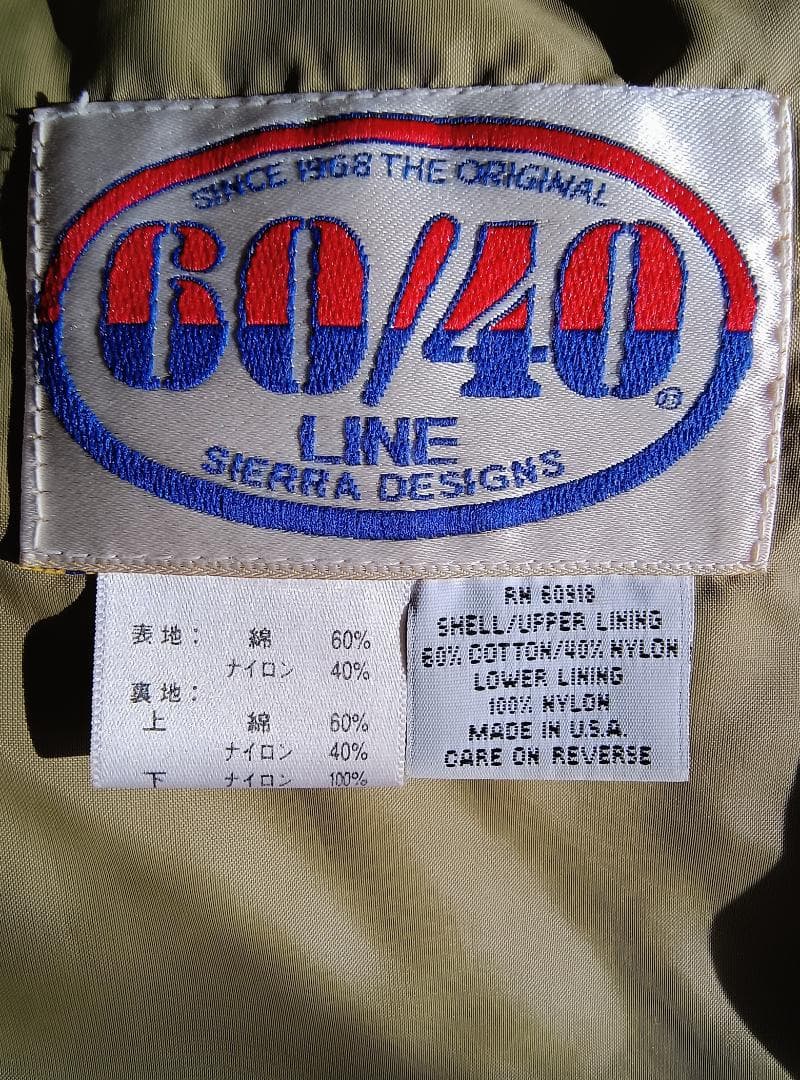 SINCE 1968 THE ORIGINAL
60/40®
LINE
SIERRA DESIGNS
表地： 綿 60%
ナイロン 40%
裏地：
上 綿 60%
ナイロン 40%
下 ナイロン 100%
RN 60918
SHELL/UPPER LINING
60% COTTON/40% NYLON
LOWER LINING
100% NYLON
MADE IN U.S.A.
CARE ON REVERSE